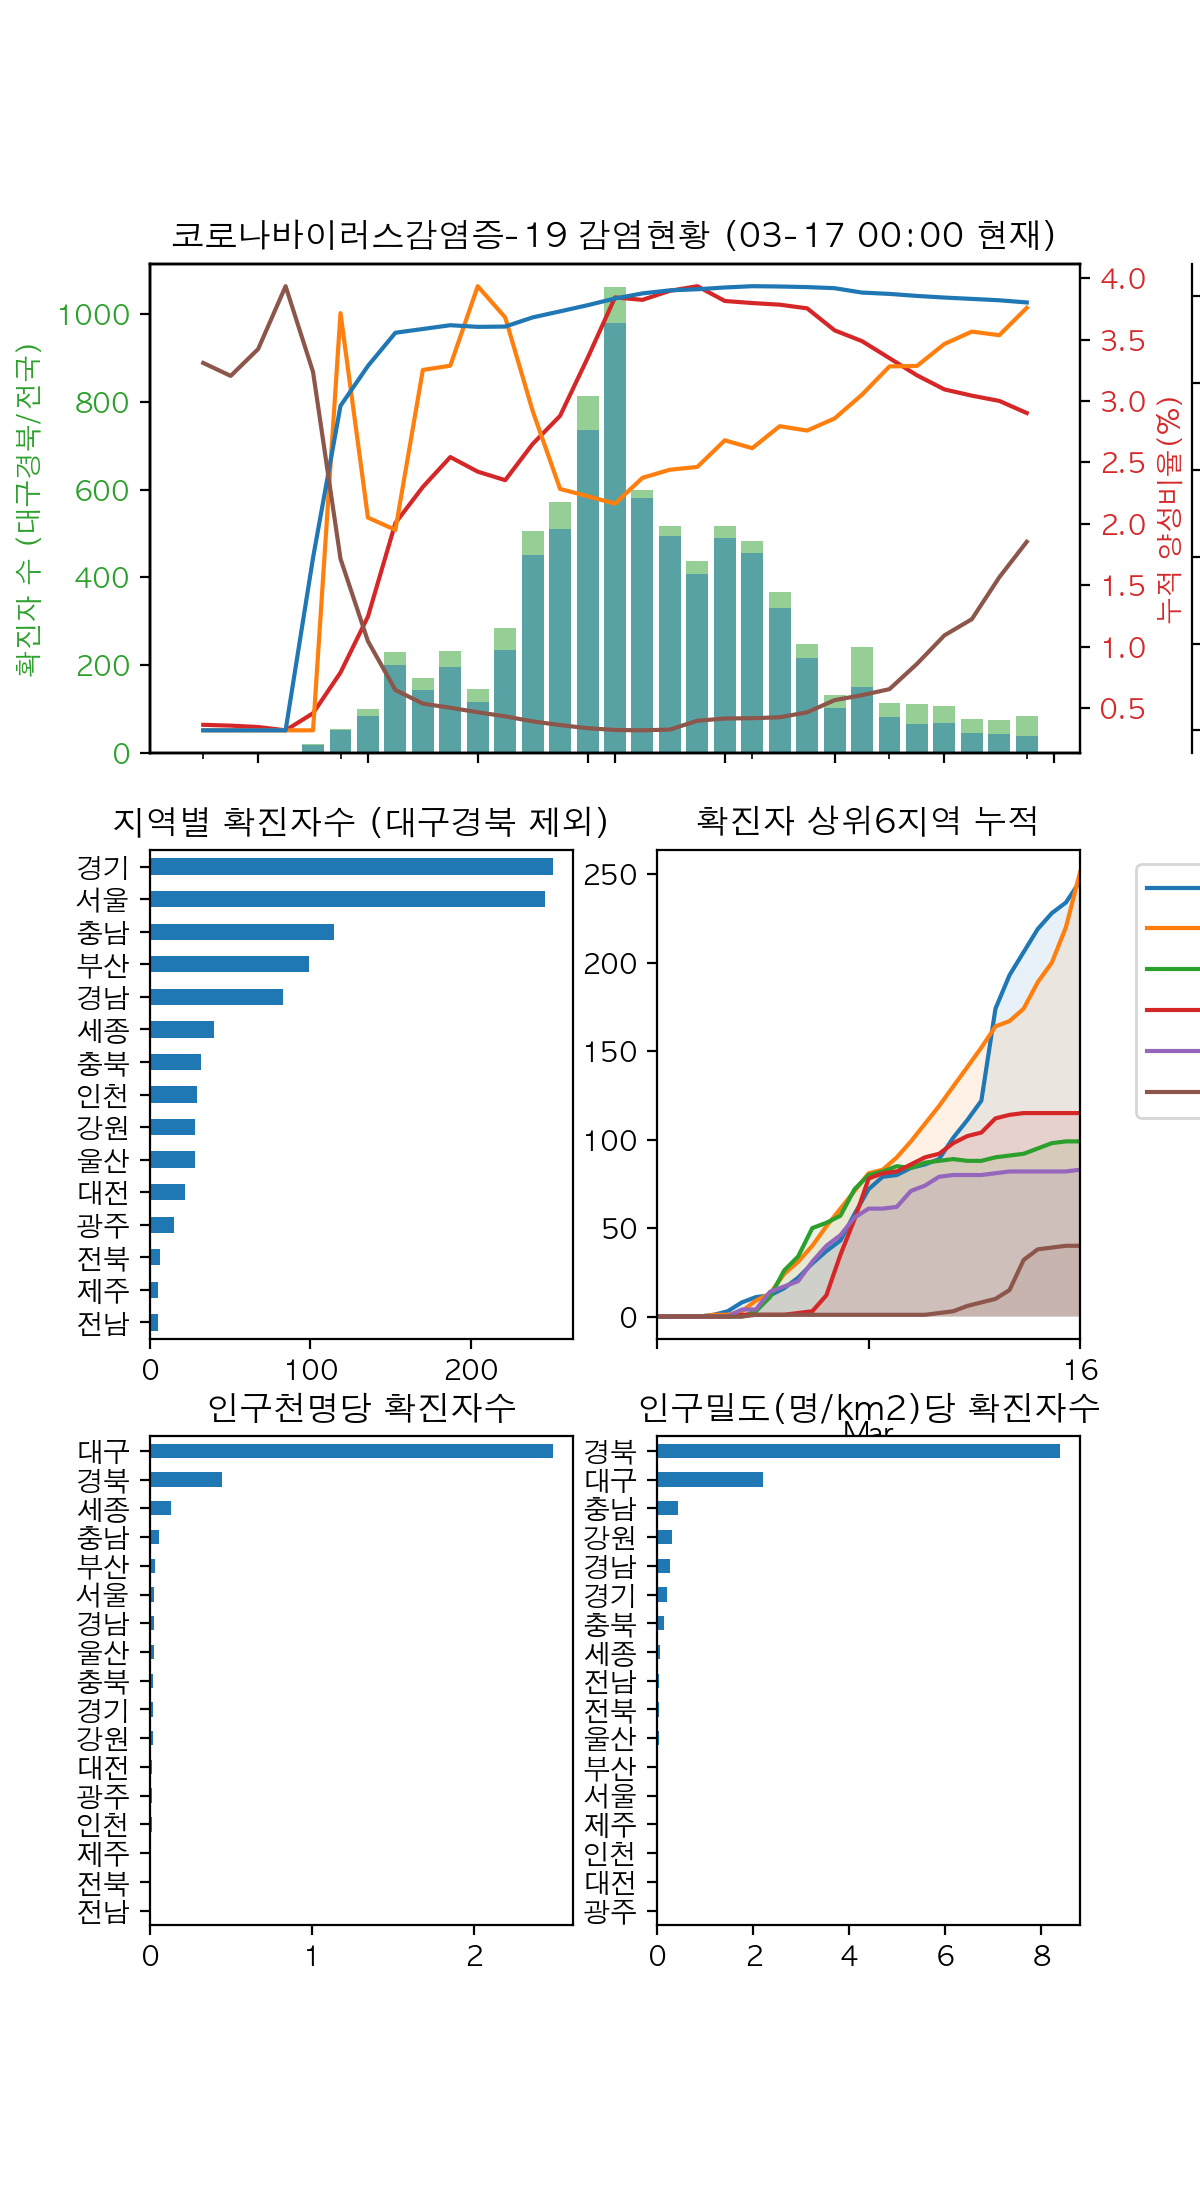 코로나바이러스감염증-19 감염현황 (03-17 00:00 현재)
확진자 수 (대구경북/전국)
1000
800
600
400
200
0
4.0
3.5
3.0
2.5
2.0
1.5
1.0
0.5
누적 양성비율(%)
지역별 확진자수 (대구경북 제외)
경기
서울
충남
부산
경남
세종
충북
인천
강원
울산
대전
광주
전북
제주
전남
0 100 200
확진자 상위6지역 누적
250
200
150
100
50
0
16
Mar
인구천명당 확진자수
대구
경북
세종
충남
부산
서울
경남
울산
충북
경기
강원
대전
광주
인천
제주
전북
전남
0 1 2
인구밀도(명/km2)당 확진자수
경북
대구
충남
강원
경남
경기
충북
세종
전남
전북
울산
부산
서울
제주
인천
대전
광주
0 2 4 6 8